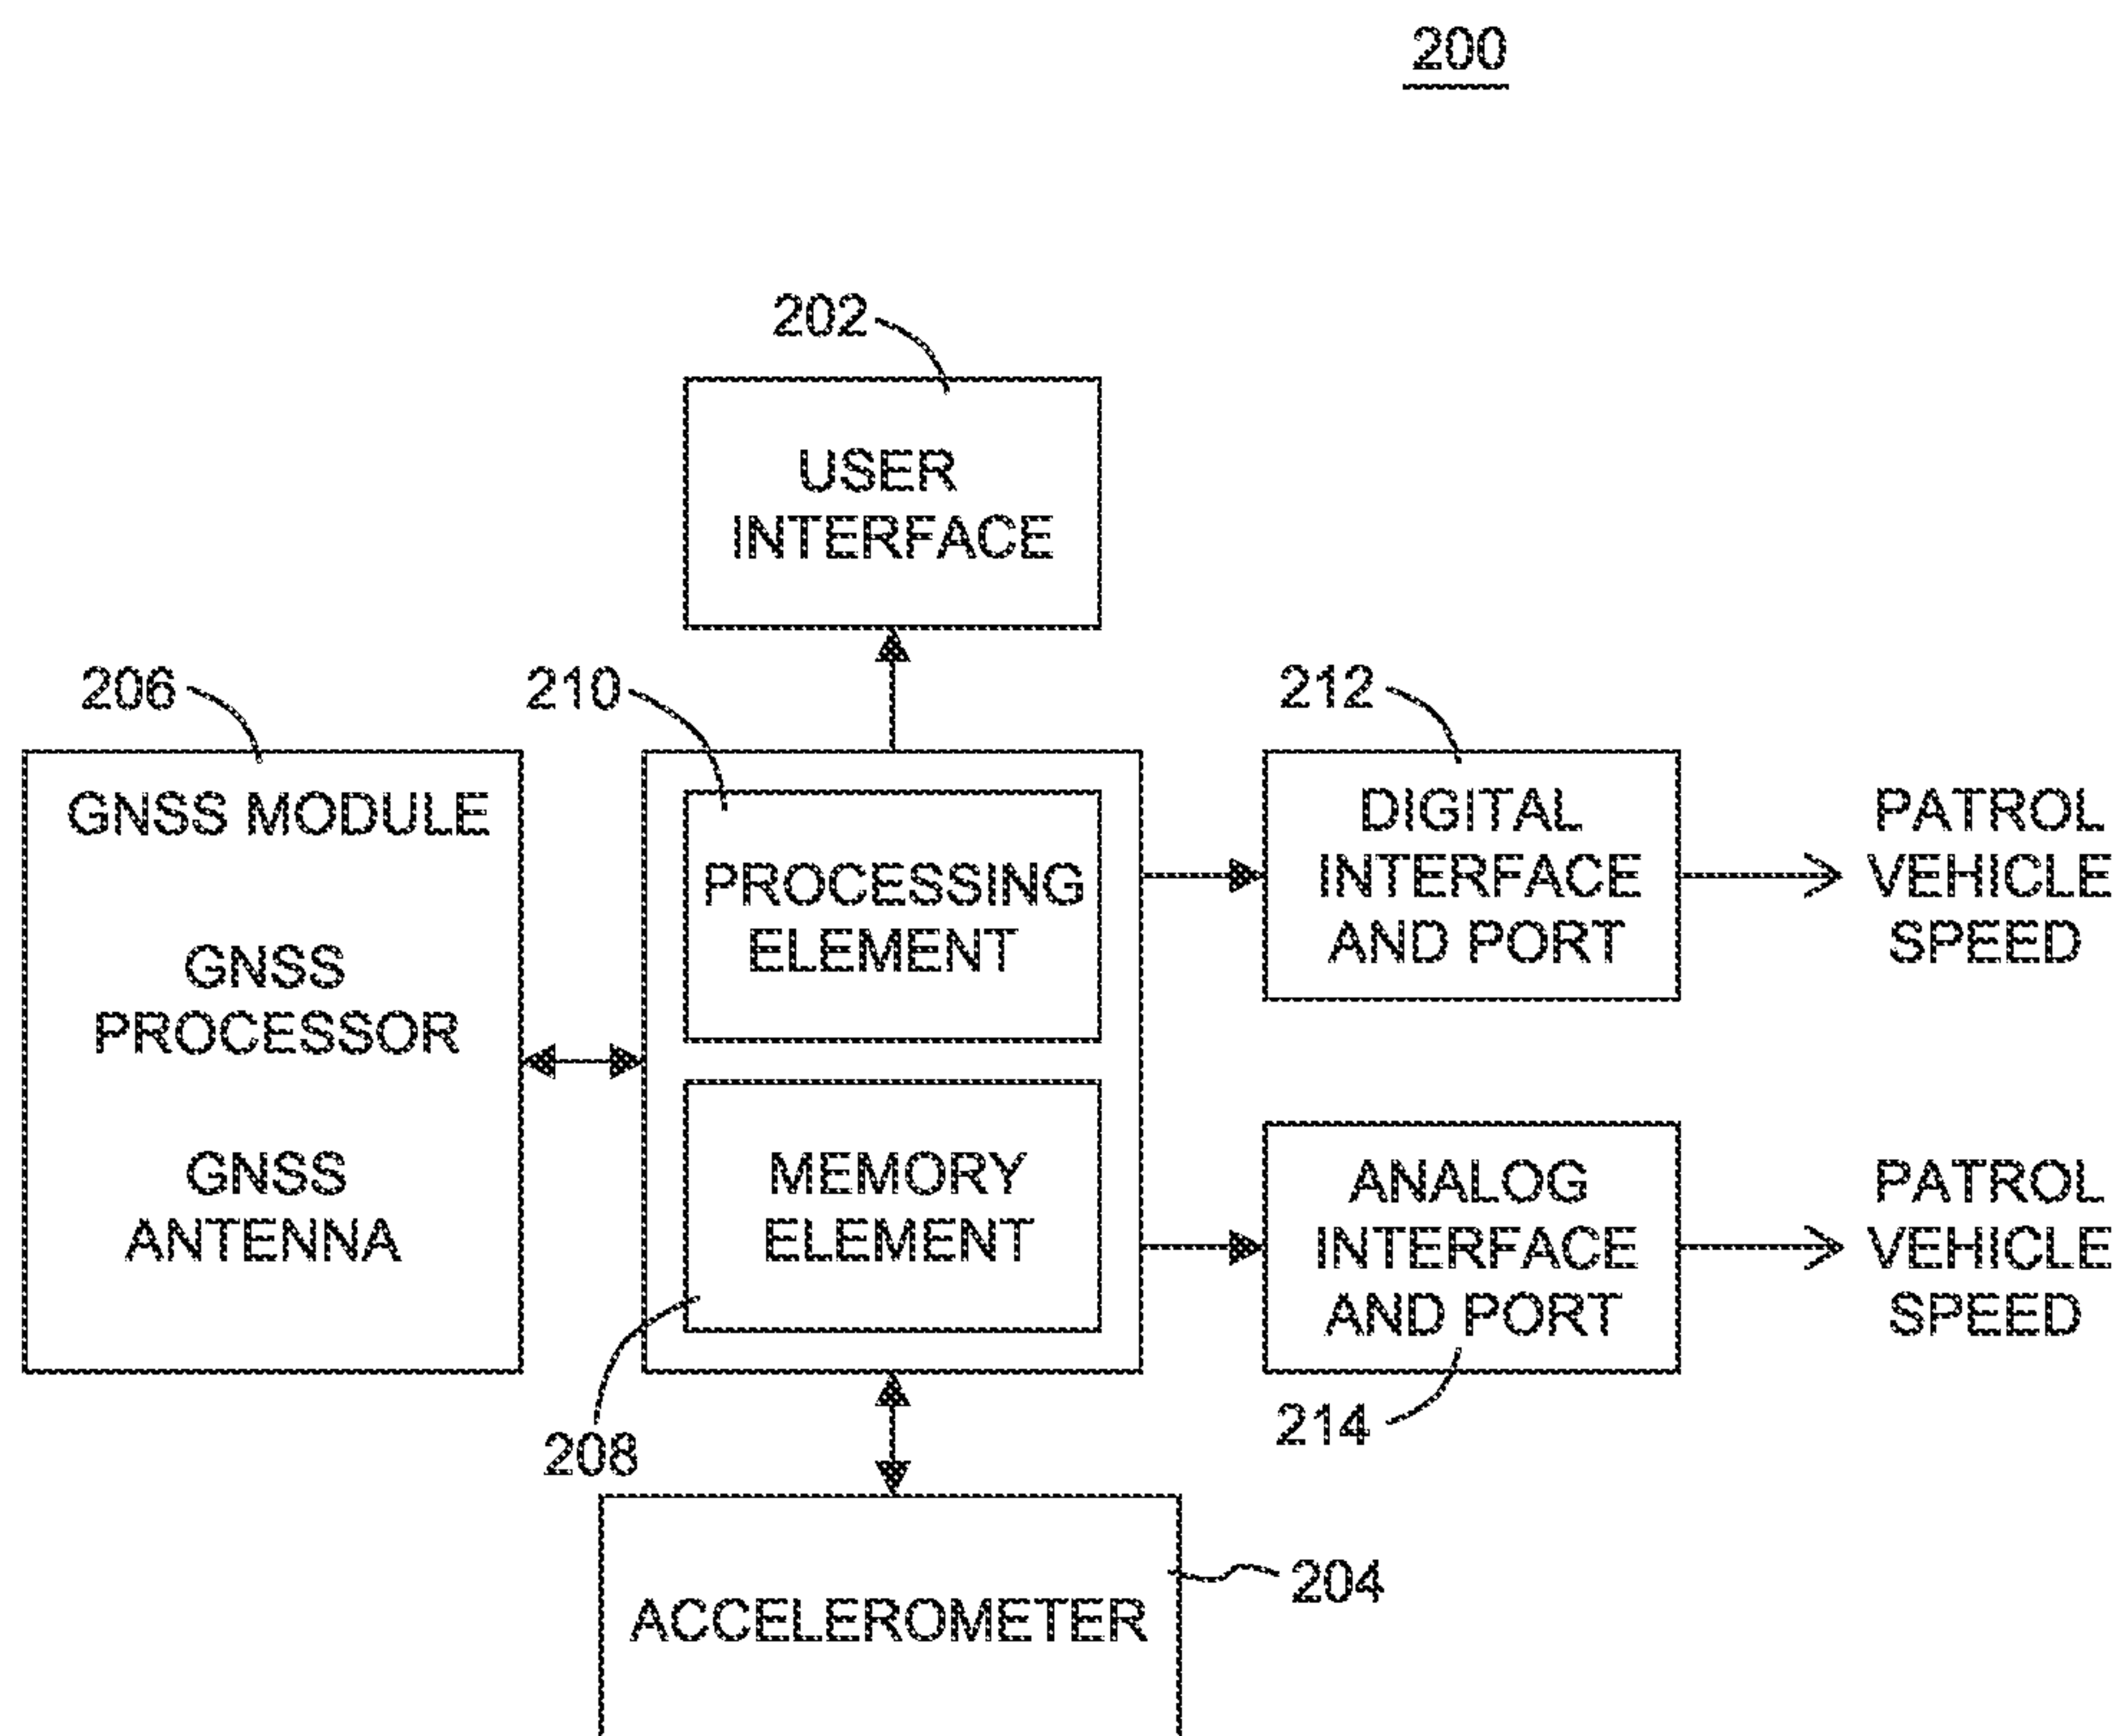 200
202
USER
INTERFACE
206
210
212
GNSS MODULE
GNSS
PROCESSOR
GNSS
ANTENNA
PROCESSING
ELEMENT
MEMORY
ELEMENT
208
DIGITAL
INTERFACE
AND PORT
PATROL
VEHICLE
SPEED
ANALOG
INTERFACE
AND PORT
214
PATROL
VEHICLE
SPEED
ACCELEROMETER
204